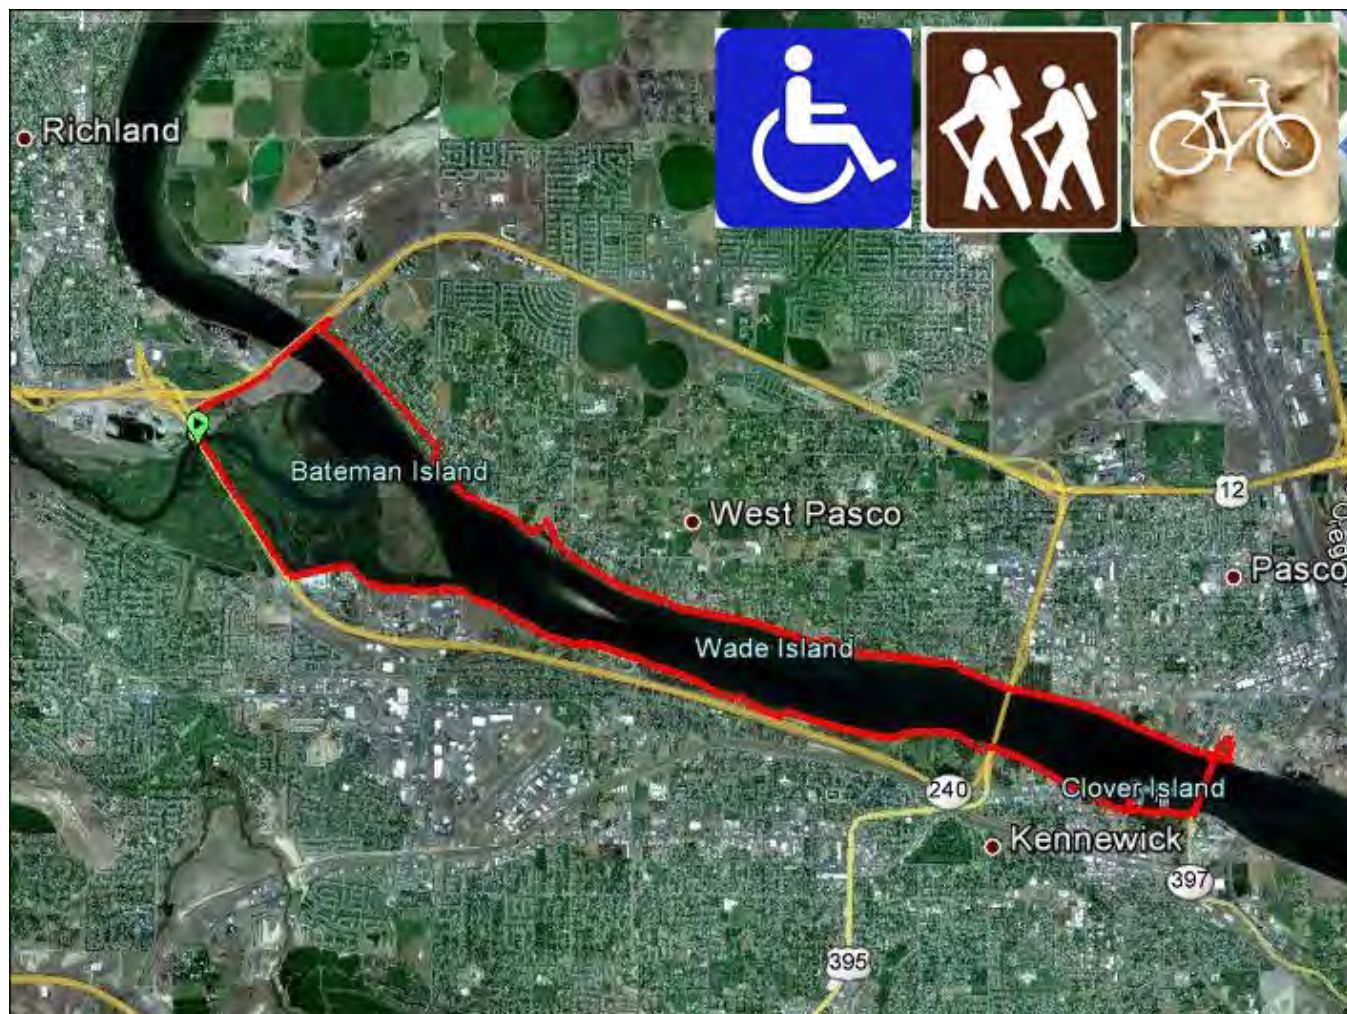 Richland
Bateman Island
12
West Pasco
Pasco
Wade Island
Clover Island
240
Kennewick
397
395